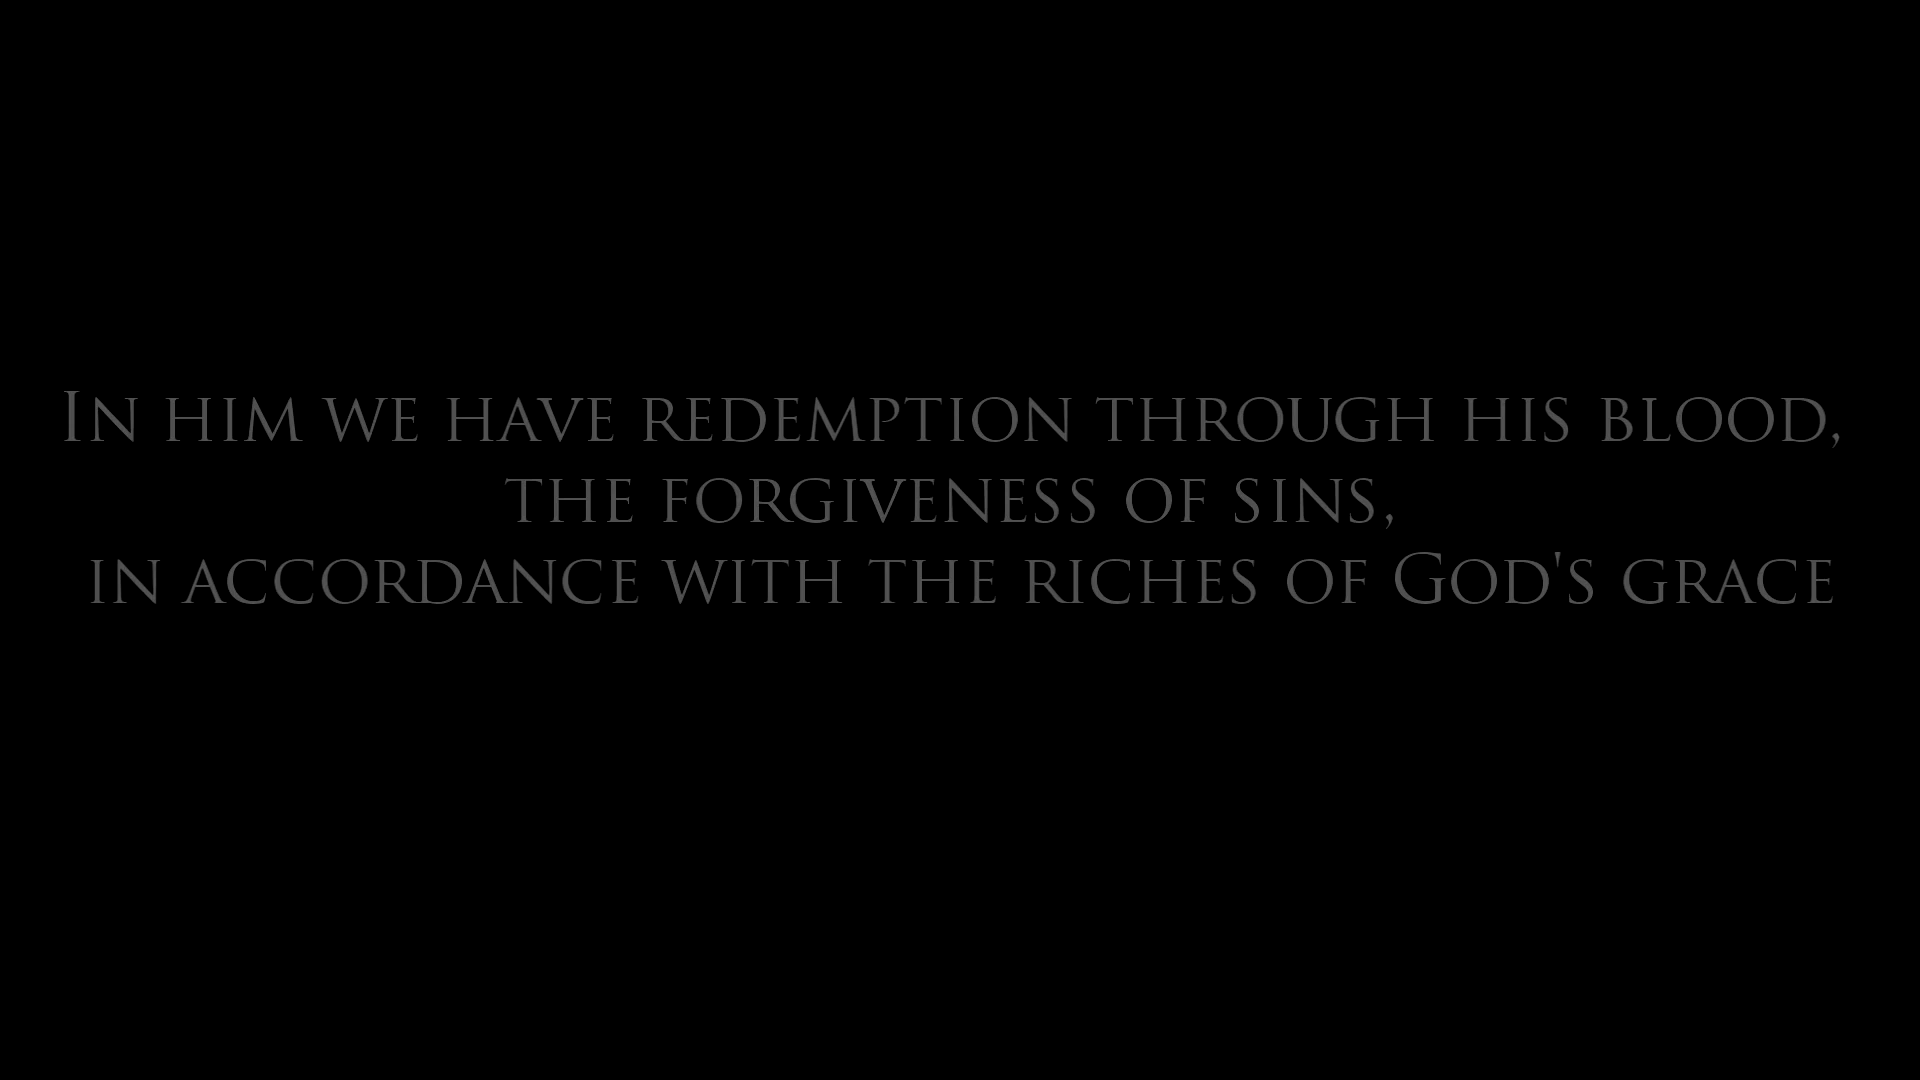 In him we have redemption through his blood,
the forgiveness of sins,
in accordance with the riches of God's grace